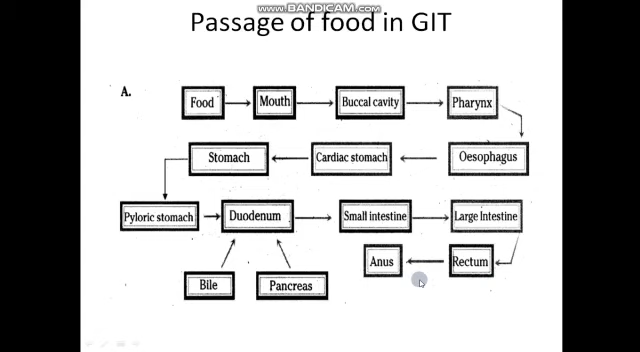 www.BANDICAM.com
Passage of food in GIT
A.
Food
Mouth
Buccal cavity
Pharynx
Oesophagus
Cardiac stomach
Stomach
Pyloric stomach
Duodenum
Small intestine
Large Intestine
Rectum
Anus
Bile
Pancreas